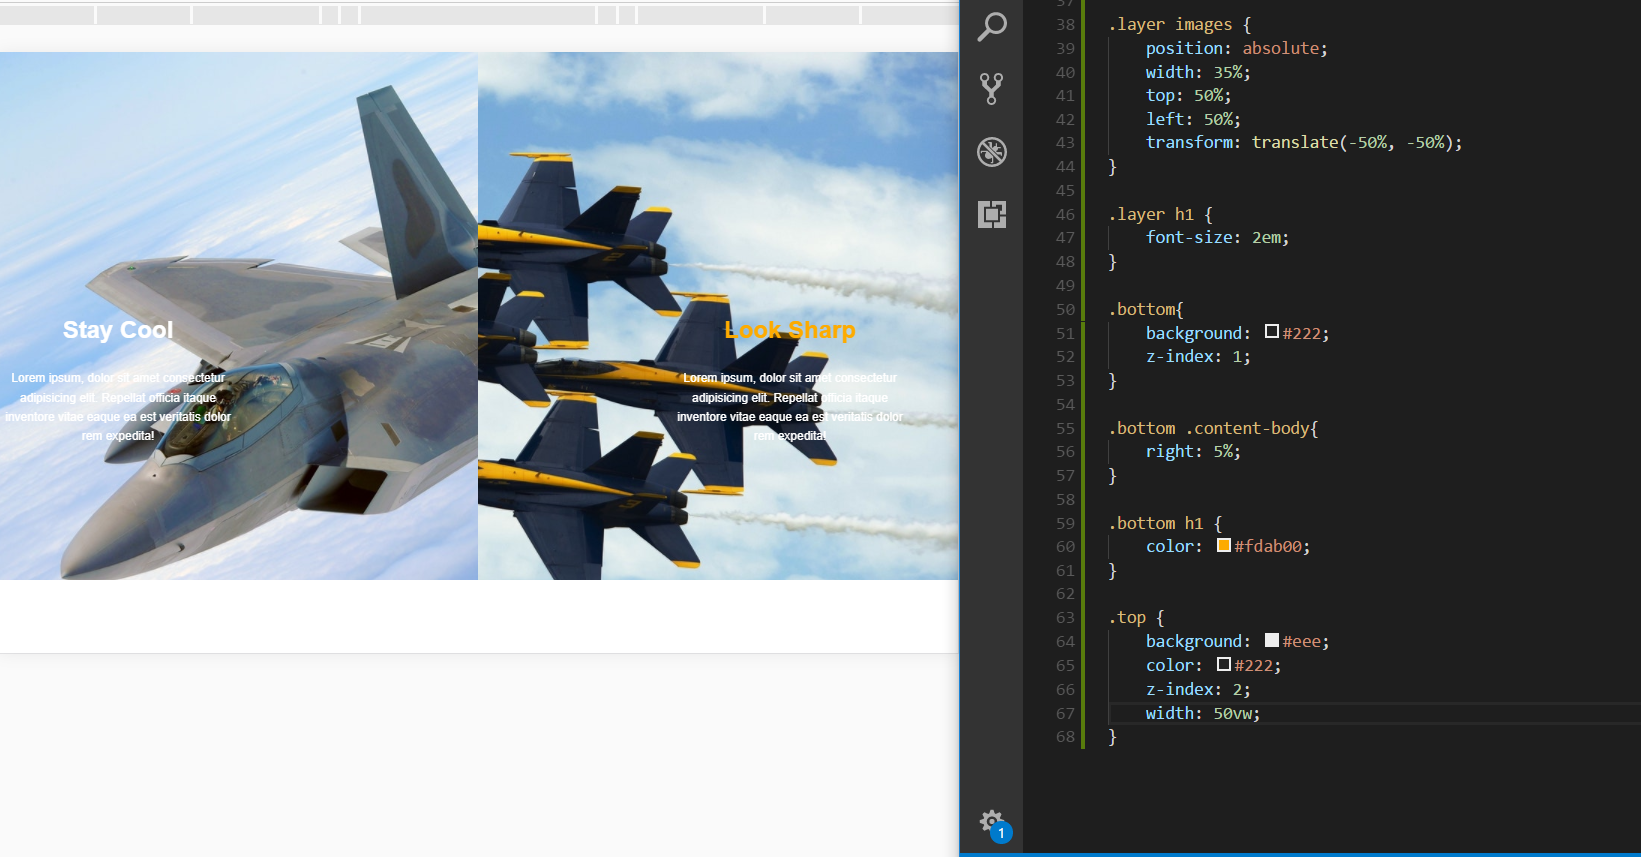 Stay Cool
Lorem ipsum, dolor sit amet consectetur
adipisicing elit. Repellat officia itaque
inventore vitae eaque ea est veritatis dolor
rem expedita!
Look Sharp
Lorem ipsum, dolor sit amet consectetur
adipisicing elit. Repellat officia itaque
inventore vitae eaque ea est veritatis dolor
rem expedita!
37
38 .layer images {
39 position: absolute;
40 width: 35%;
41 top: 50%;
42 left: 50%;
43 transform: translate(-50%, -50%);
44 }
45
46 .layer h1 {
47 font-size: 2em;
48 }
49
50 .bottom{
51 background: #222;
52 z-index: 1;
53 }
54
55 .bottom .content-body{
56 right: 5%;
57 }
58
59 .bottom h1 {
60 color: #fdab00;
61 }
62
63 .top {
64 background: #eee;
65 color: #222;
66 z-index: 2;
67 width: 50vw;
68 }
1